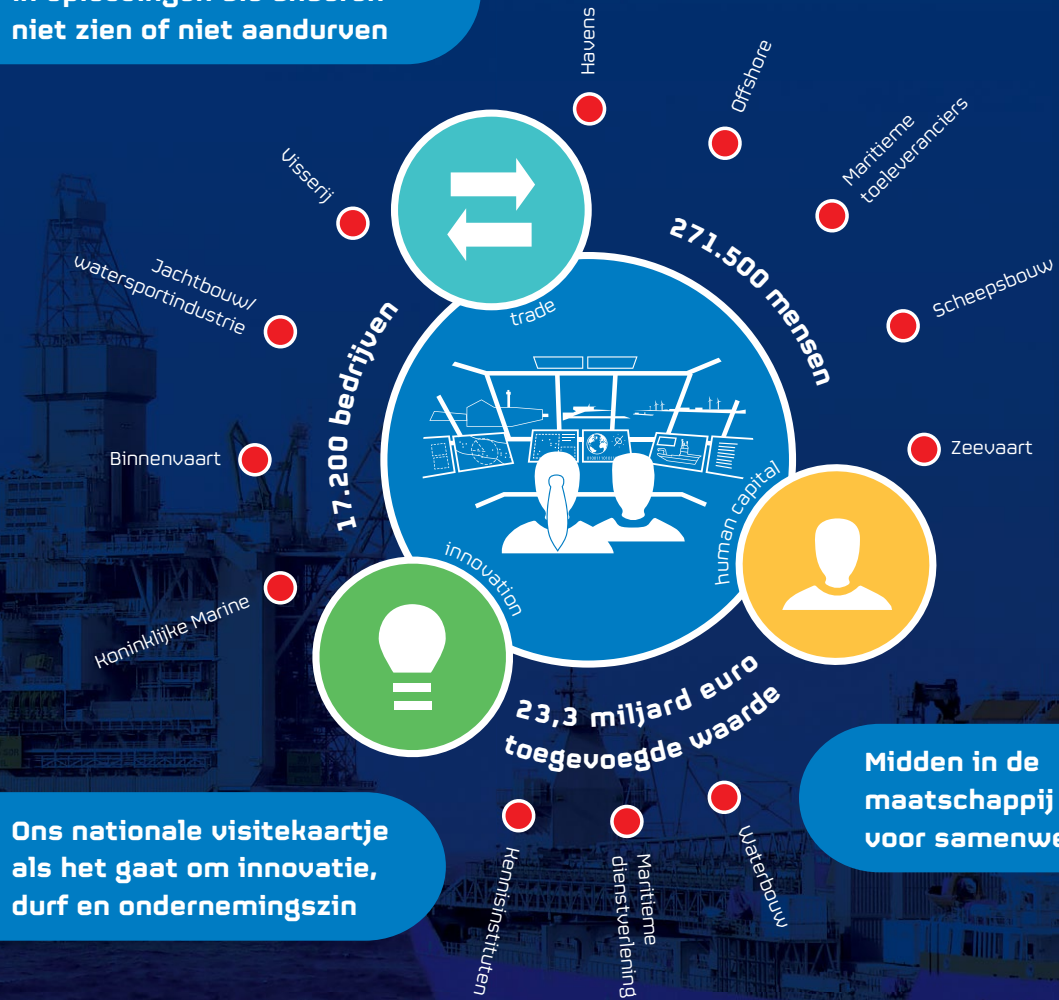 niet zien of niet aandurven
Havens
Offshore
Maritieme
toeleveranciers
Scheepsbouw
Zeevaart
Visserij
Jachtbouw/
watersportindustrie
Binnenvaart
Koninklijke Marine
trade
271.500 mensen
17.200 bedrijven
human capital
innovation
23,3 miljard euro
toegevoegde waarde
Midden in de
maatschappij
voor samenwe
Ons nationale visitekaartje
als het gaat om innovatie,
durf en ondernemingszin
Kennisinstituten
Maritieme
dienstverlening
Waterbouw